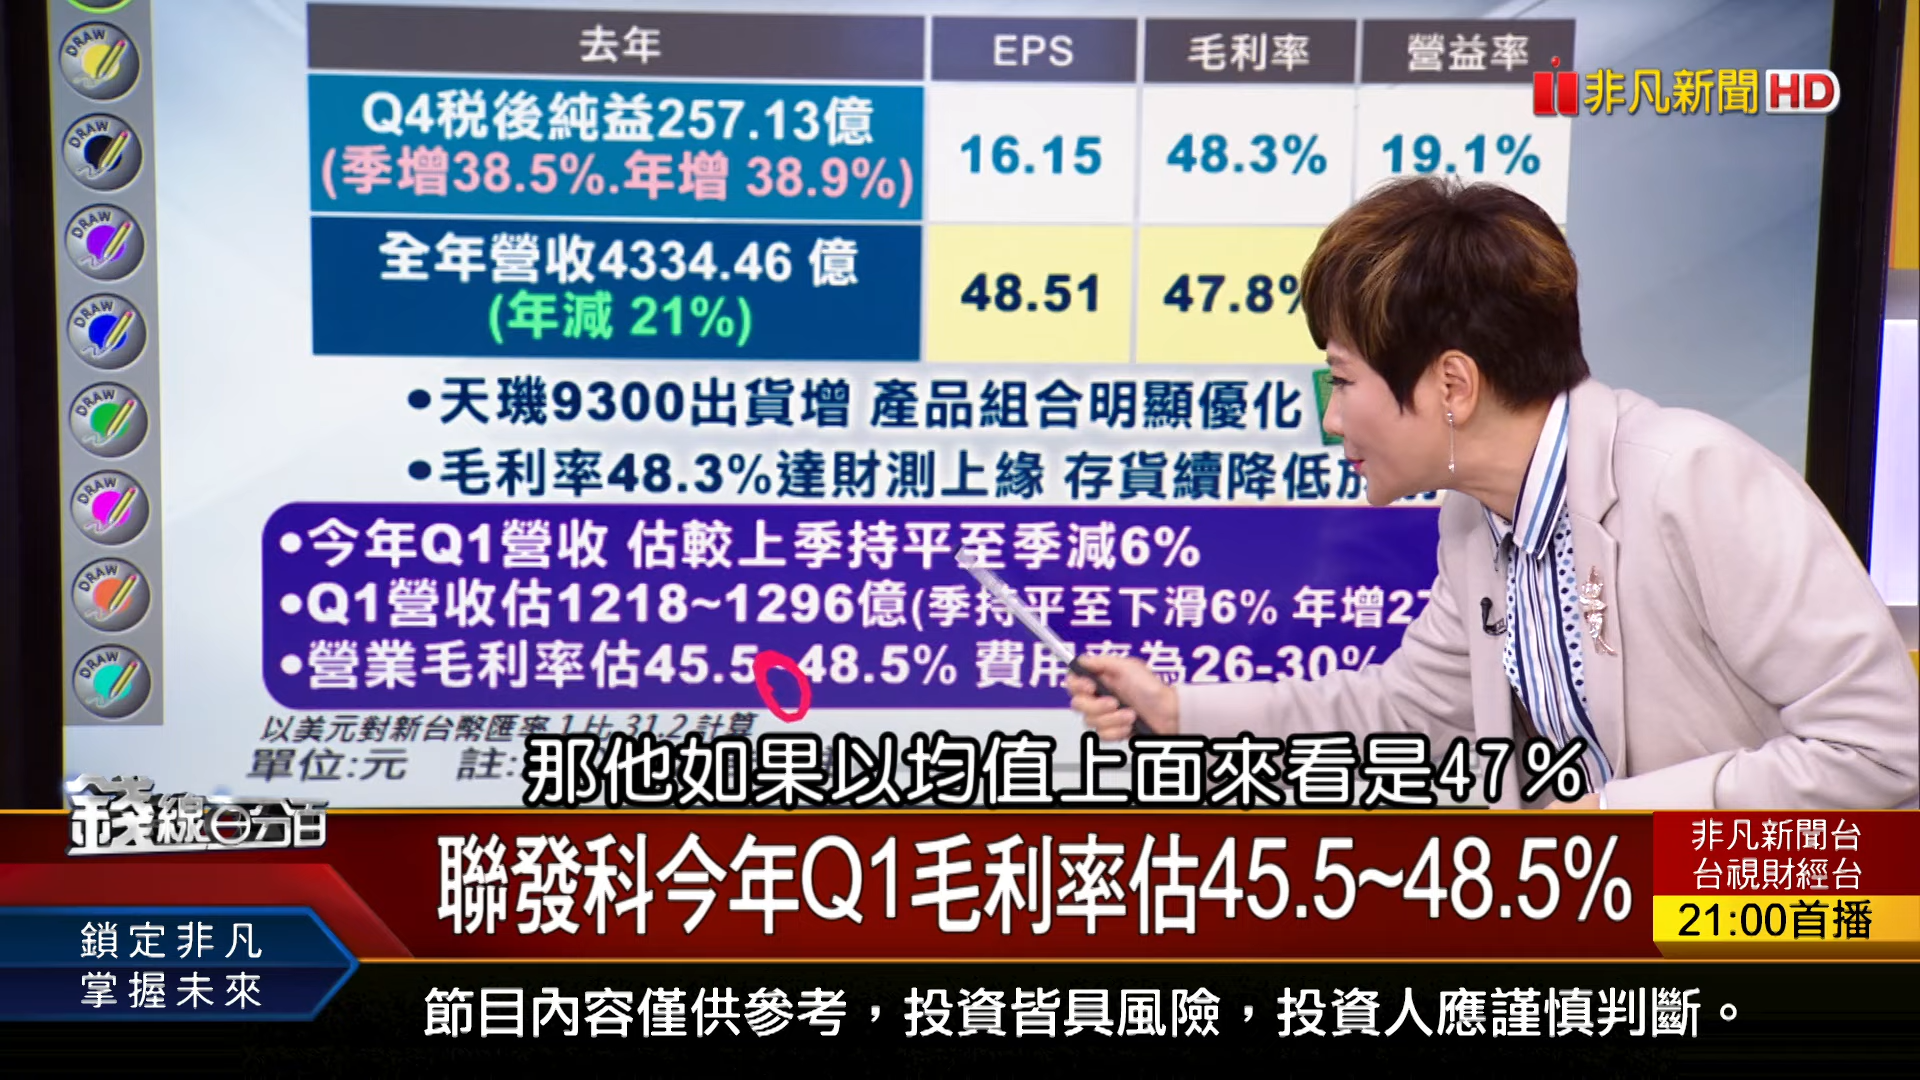 DRAW
DRAW
DRAW
DRAW
DRAW
DRAW
DRAW
DRAW
去年 EPS 毛利率 營益率
非凡新聞HD
Q4税後純益257.13億
(季增38.5%.年增 38.9%)
16.15 48.3% 19.1%
全年營收4334.46 億
(年減 21%)
48.51 47.8%
•天璣9300出貨增 產品組合明顯優化
•毛利率48.3%達財測上緣 存貨續降低
•今年Q1營收 估較上季持平至季減6%
•Q1營收估1218~1296億(季持平至下滑6% 年增27
•營業毛利率估45.5 48.5% 費用率為26-30%
以美元對新台幣匯率1比31.2計算
單位:元 註:
那他如果以均值上面來看是47%
錢線百分百
聯發科今年Q1毛利率估45.5~48.5%
非凡新聞台
台視財經台
21:00首播
鎖定非凡
掌握未來
節目內容僅供參考，投資皆具風險，投資人應謹慎判斷。